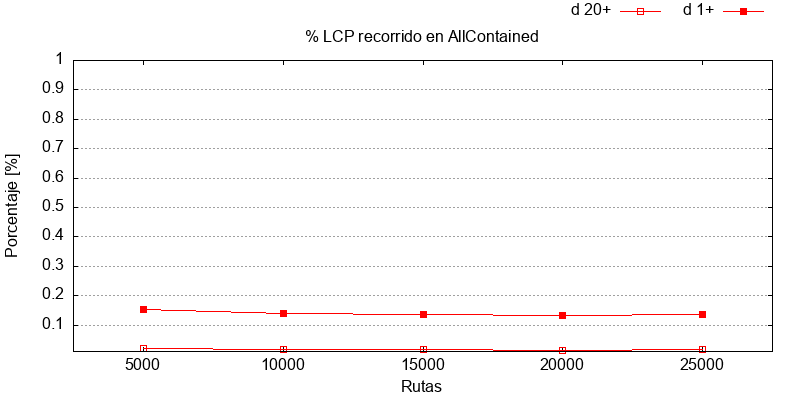 d 20+ d 1+
% LCP recorrido en AllContained
1
0.9
0.8
0.7
0.6
0.5
0.4
0.3
0.2
0.1
Porcentaje [%]
5000 10000 15000 20000 25000
Rutas